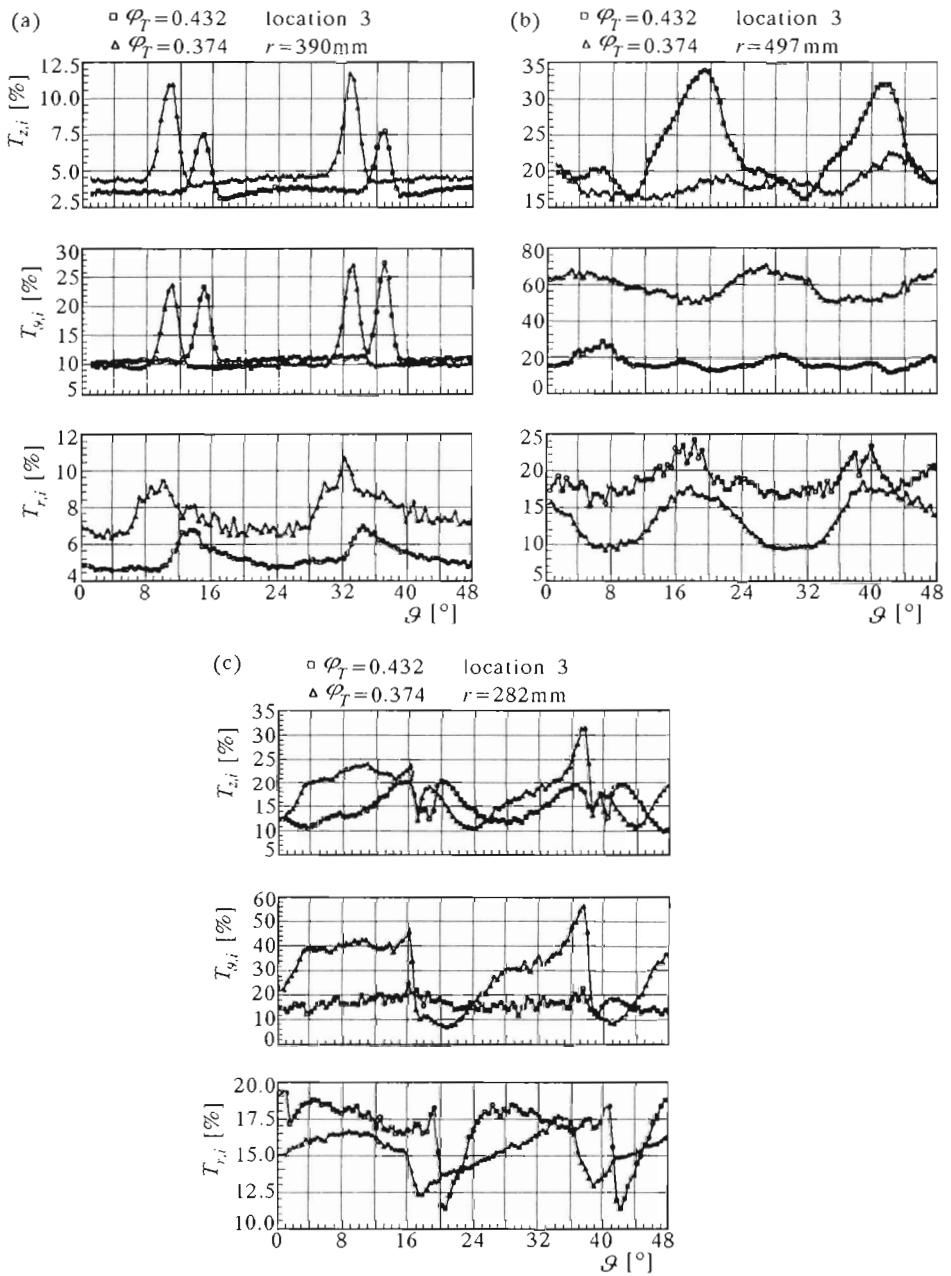 (a) □ φT=0.432 location 3
▵ φT=0.374 r=390mm
(b) □ φT=0.432 location 3
▵ φT=0.374 r=497mm
Tz,i [%]
12.5
10.0
7.5
5.0
2.5
35
30
25
20
15
Tϑ,i [%]
30
25
20
15
10
5
80
60
40
20
0
Tr,i [%]
12
10
8
6
4
25
20
15
10
5
0 8 16 24 32 40 48
ϑ [°]
0 8 16 24 32 40 48
ϑ [°]
(c) □ φT=0.432 location 3
▵ φT=0.374 r=282mm
Tz,i [%]
35
30
25
20
15
10
5
Tϑ,i [%]
60
50
40
30
20
10
0
Tr,i [%]
20.0
17.5
15.0
12.5
10.0
0 8 16 24 32 40 48
ϑ [°]